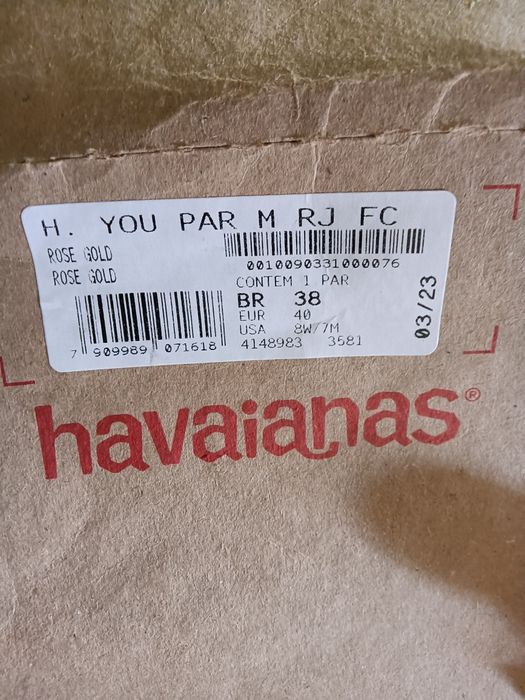 H. YOU PAR M RJ FC
ROSE GOLD
ROSE GOLD
0010090331000076
CONTEM 1 PAR
BR 38
EUR 40
USA 8W/7M
4148983 3581
7 909989 071618
03/23
havaianas®